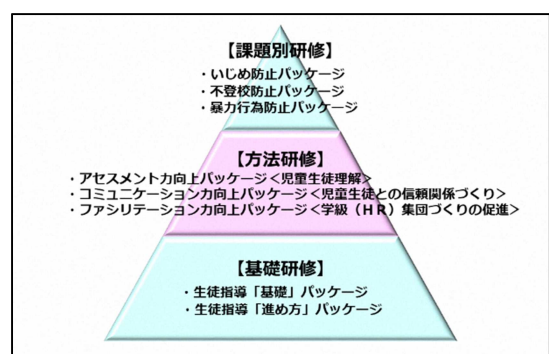 【課題別研修】
・いじめ防止パッケージ
・不登校防止パッケージ
・暴力行為防止パッケージ
【方法研修】
・アセスメント力向上パッケージ<児童生徒理解>
・コミュニケーション力向上パッケージ<児童生徒との信頼関係づくり>
・ファシリテーション力向上パッケージ<学級(HR)集団づくりの促進>
【基礎研修】
・生徒指導「基礎」パッケージ
・生徒指導「進め方」パッケージ